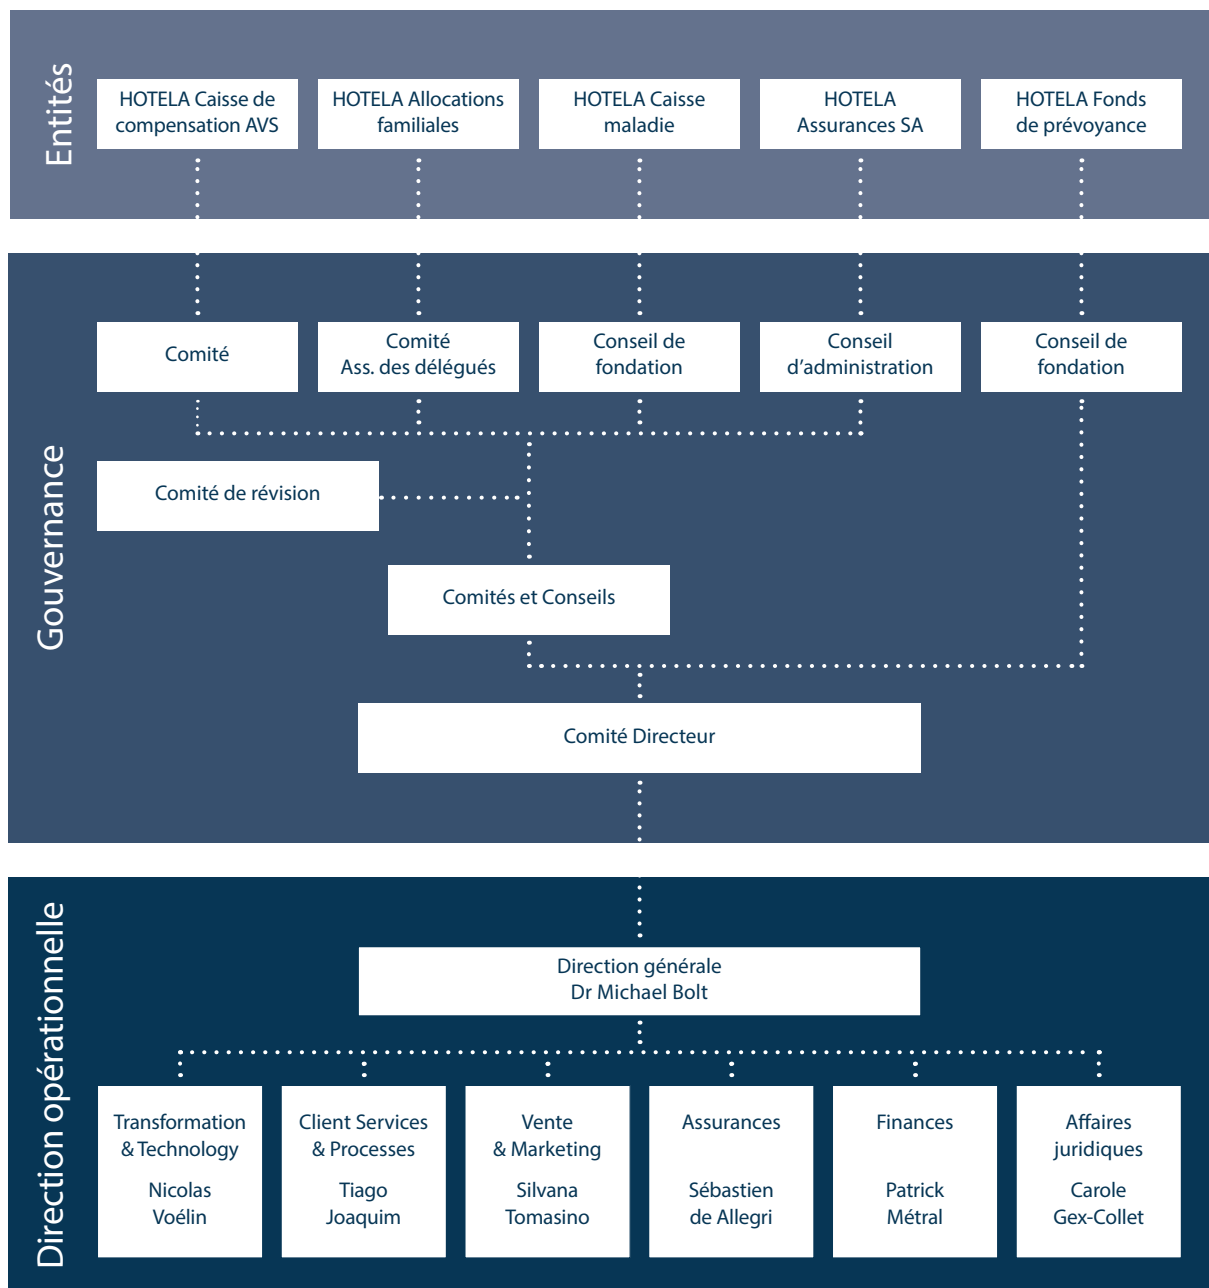 Entités
HOTELA Caisse de
compensation AVS
HOTELA Allocations
familiales
HOTELA Caisse
maladie
HOTELA
Assurances SA
HOTELA Fonds
de prévoyance
Gouvernance
Comité
Comité
Ass. des délégués
Conseil de
fondation
Conseil
d'administration
Conseil de
fondation
Comité de révision
Comités et Conseils
Comité Directeur
Direction opérationnelle
Direction générale
Dr Michael Bolt
Transformation
& Technology
Nicolas
Voélin
Client Services
& Processes
Tiago
Joaquim
Vente
& Marketing
Silvana
Tomasino
Assurances
Sébastien
de Allegri
Finances
Patrick
Métral
Affaires
juridiques
Carole
Gex-Collet